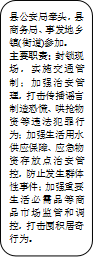 县公安局牵头，县
商务局、事发地乡
镇(街道)参加。
主要职责：封锁现
场，实施交通管
制；加强治安管
理，打击传播谣言
制造恐慌、哄抢物
资等违法犯罪行
为；加强生活用水
供应保障、应急物
资存放点治安管
控，防止发生群体
性事件；加强重要
生活必需品等商
品市场监管和调
控，打击囤积居奇
行为。